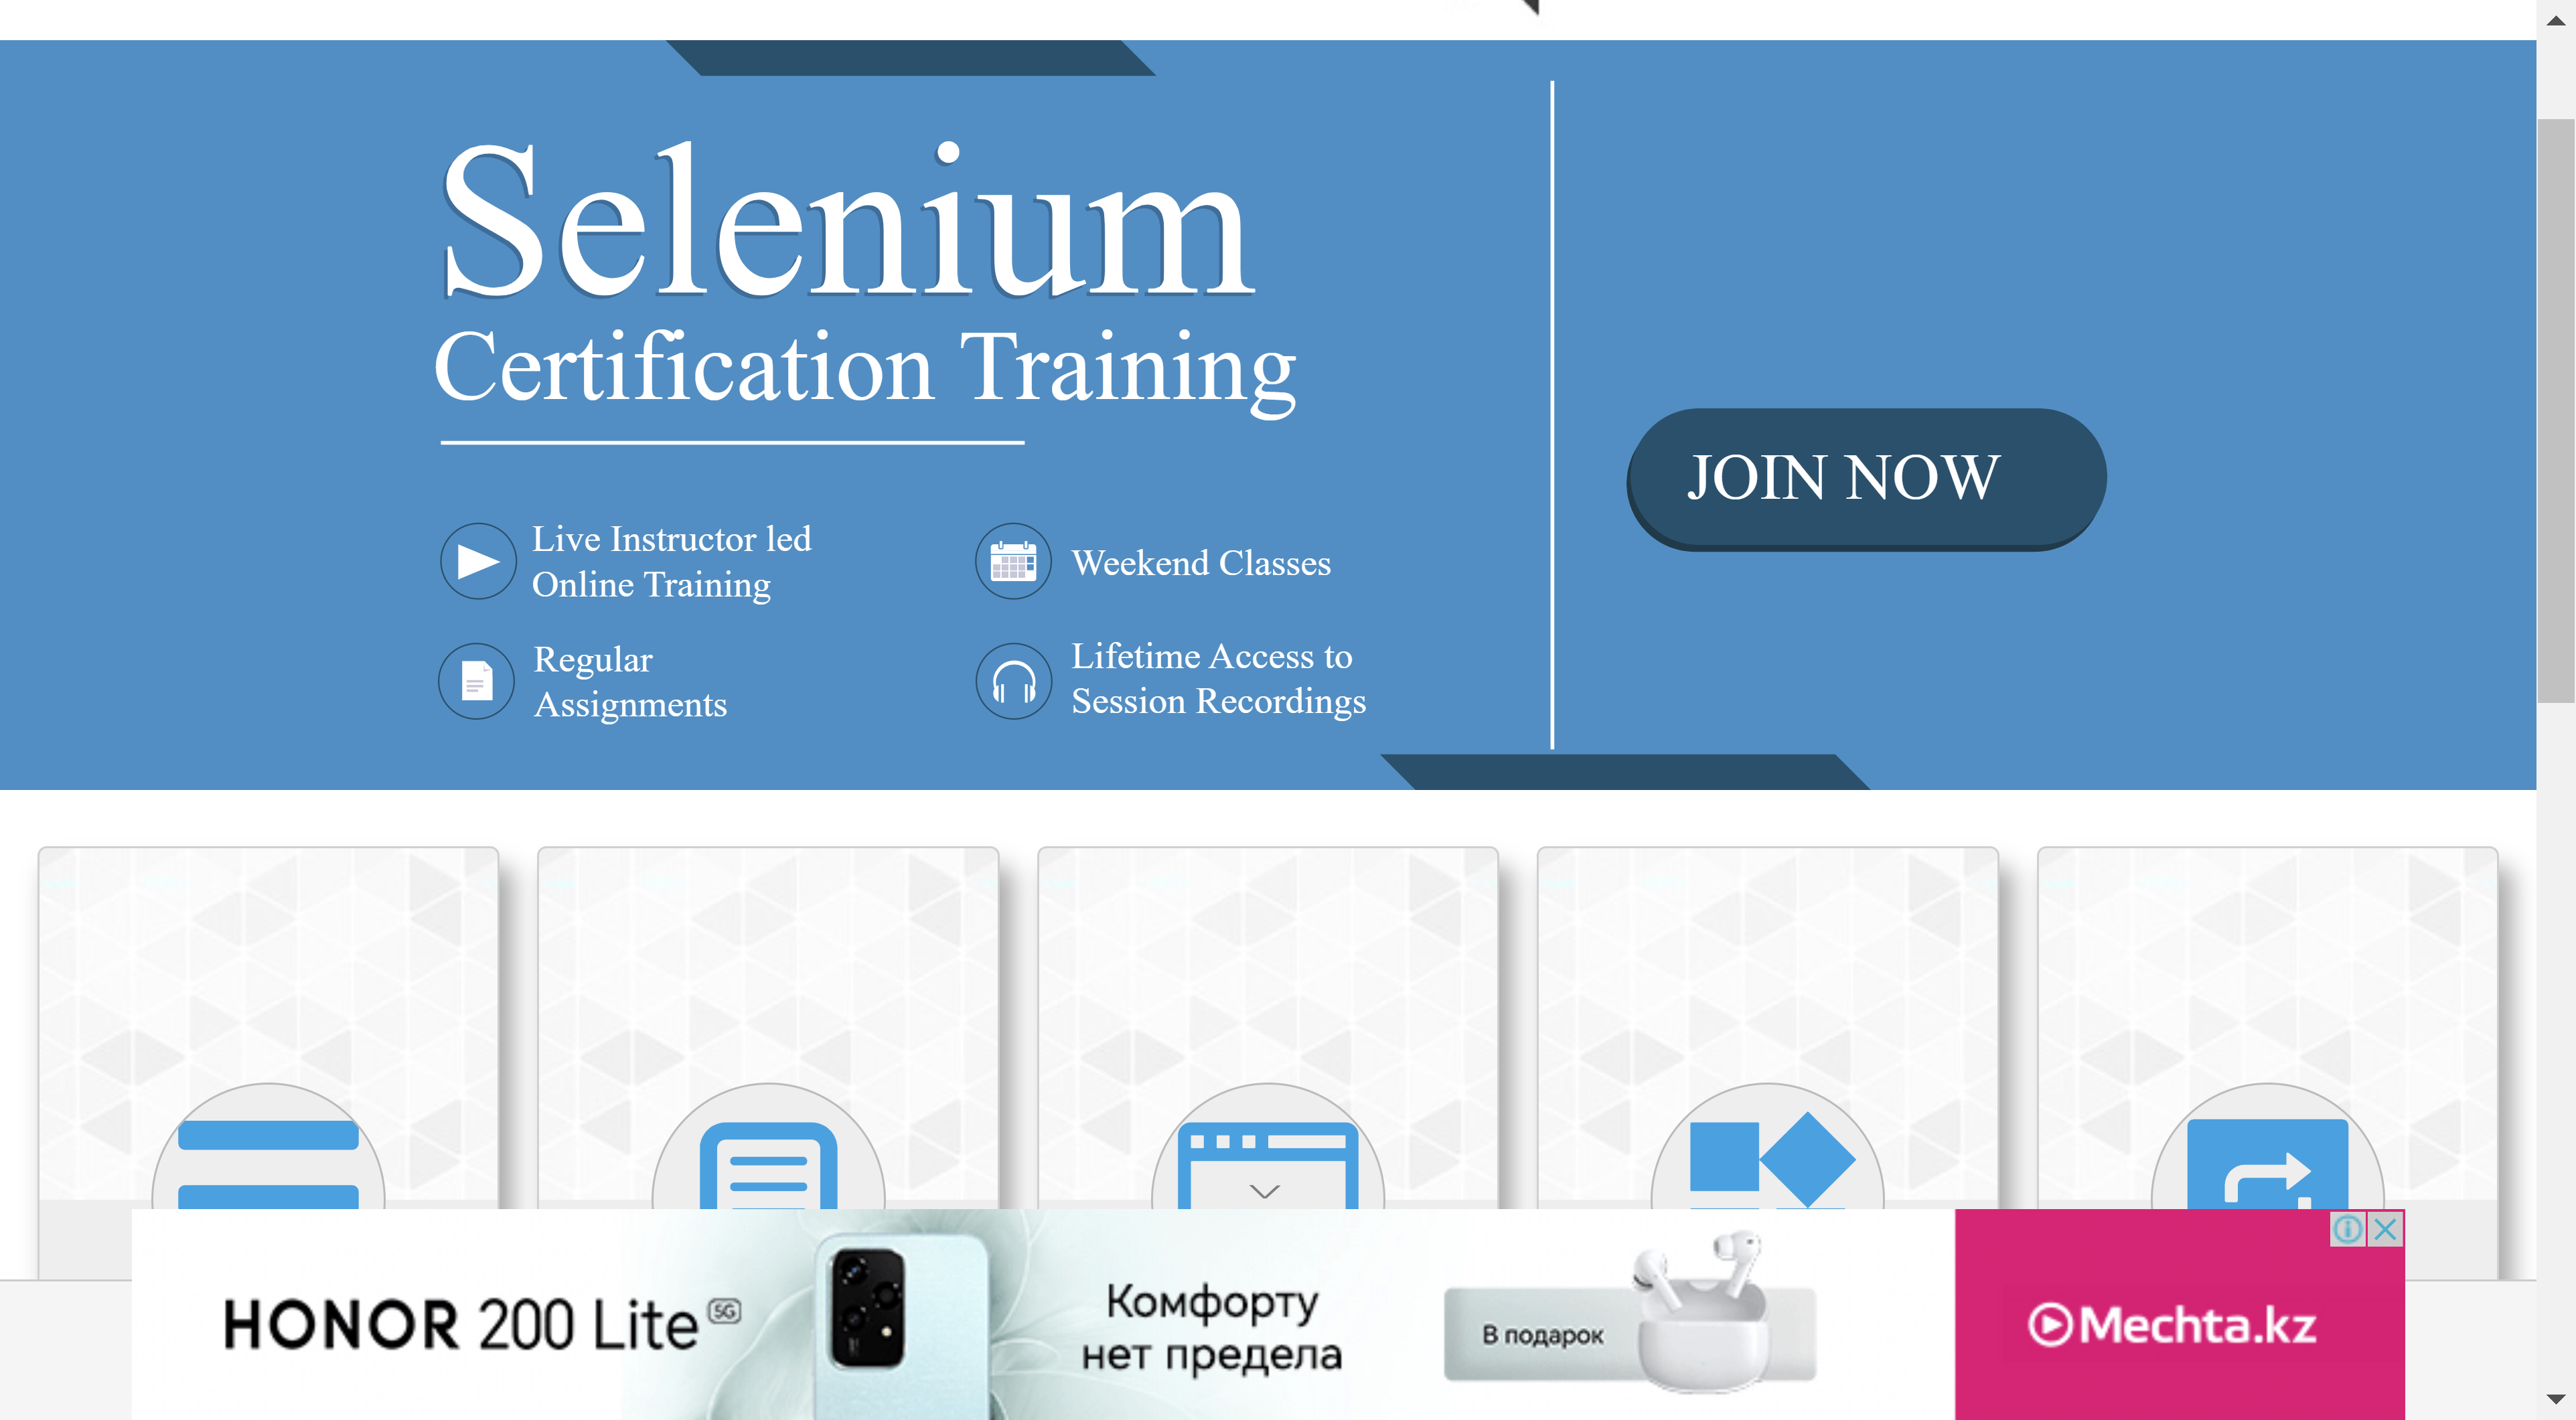 Selenium
Certification Training
JOIN NOW
Live Instructor led
Online Training
Weekend Classes
Regular
Assignments
Lifetime Access to
Session Recordings
HONOR 200 Lite 5G
Комфорту
нет предела
В подарок
Mechta.kz